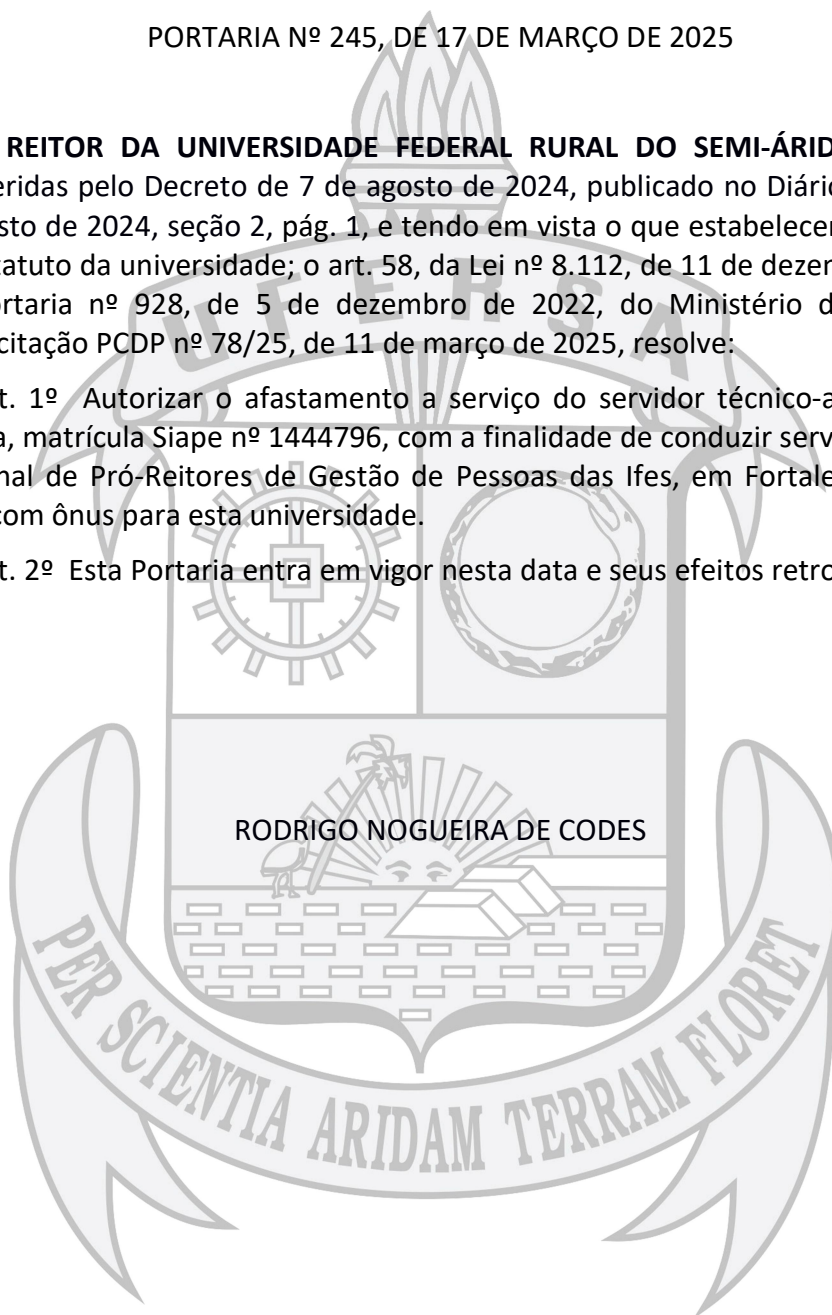 PORTARIA Nº 245, DE 17 DE MARÇO DE 2025
REITOR DA UNIVERSIDADE FEDERAL RURAL DO SEMI-ÁRID
eridas pelo Decreto de 7 de agosto de 2024, publicado no Diário
sto de 2024, seção 2, pág. 1, e tendo em vista o que estabelecer
tatuto da universidade; o art. 58, da Lei nº 8.112, de 11 de dezen
ortaria nº 928, de 5 de dezembro de 2022, do Ministério d
citação PCDP nº 78/25, de 11 de março de 2025, resolve:
t. 1º Autorizar o afastamento a serviço do servidor técnico-a
a, matrícula Siape nº 1444796, com a finalidade de conduzir serv
nal de Pró-Reitores de Gestão de Pessoas das Ifes, em Fortale
com ônus para esta universidade.
t. 2º Esta Portaria entra em vigor nesta data e seus efeitos retro
RODRIGO NOGUEIRA DE CODES
UFERSA
PER SCIENTIA ARIDAM TERRAM FLORET